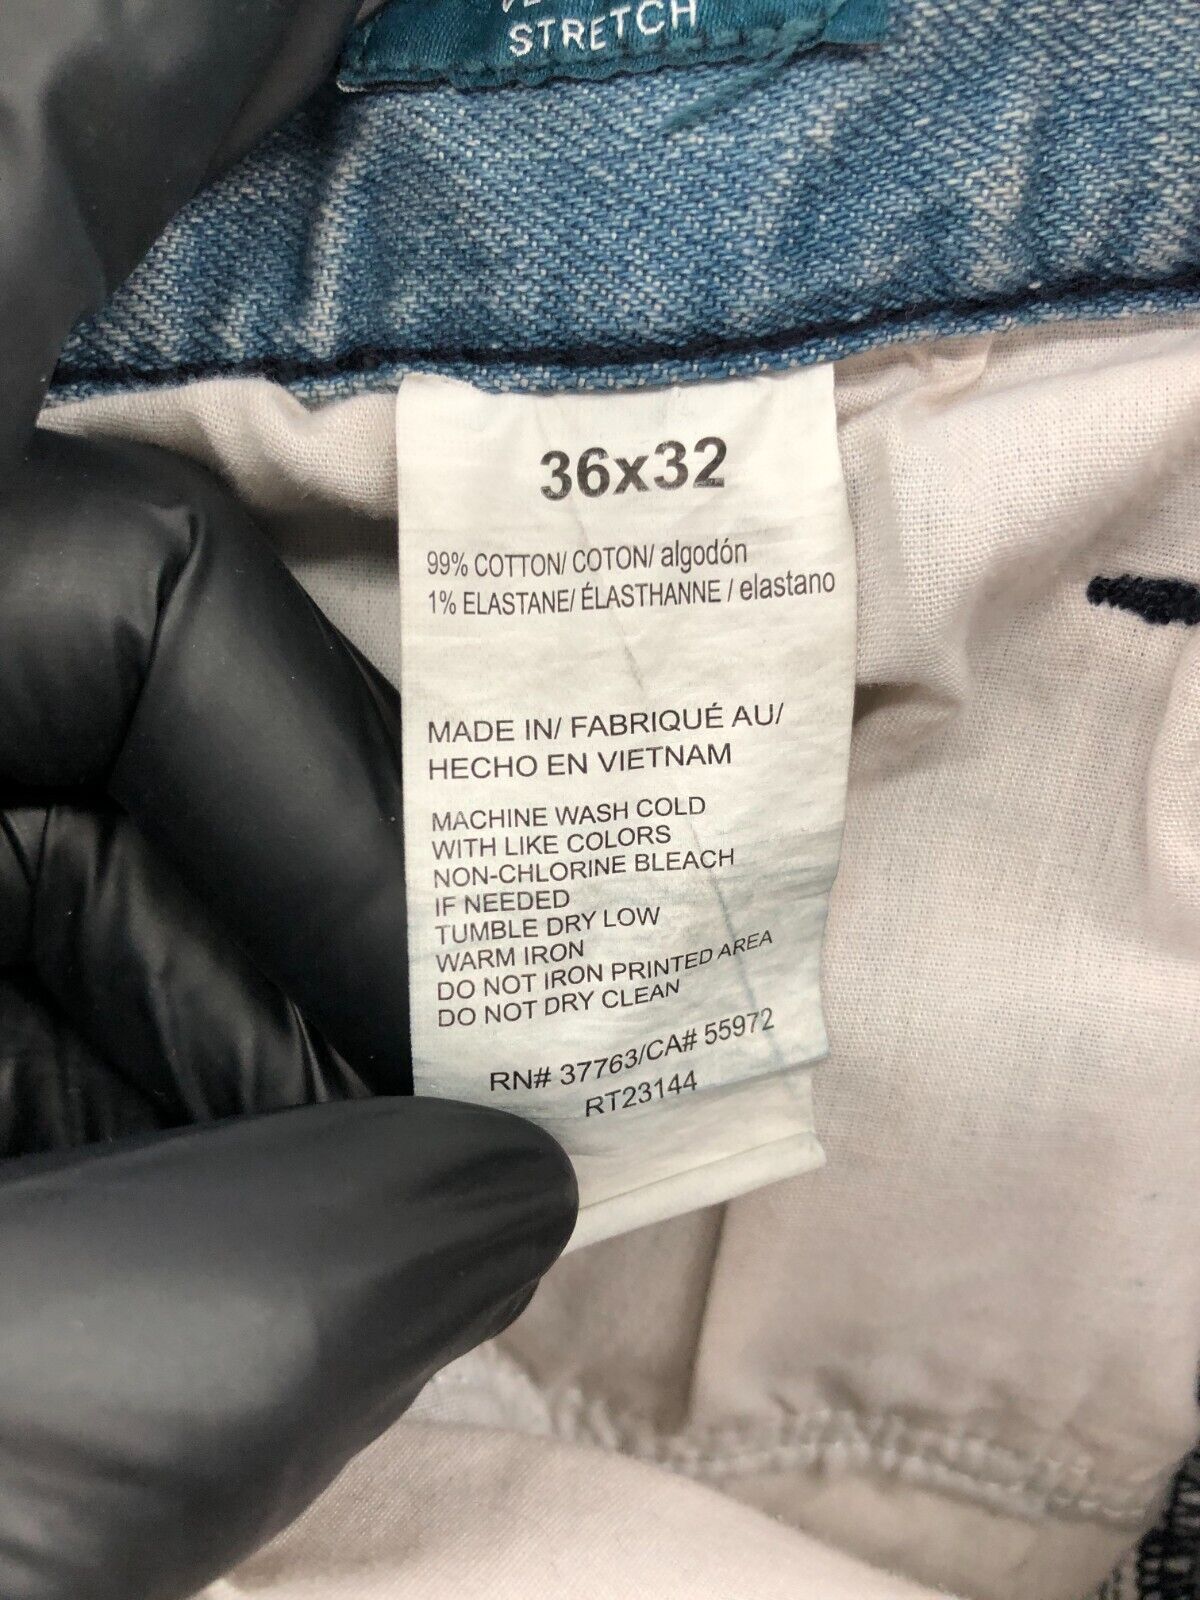 STRETCH
36x32
99% COTTON/ COTON/ algodón
1% ELASTANE/ ÉLASTHANNE / elastano
MADE IN/ FABRIQUÉ AU/
HECHO EN VIETNAM
MACHINE WASH COLD
WITH LIKE COLORS
NON-CHLORINE BLEACH
IF NEEDED
TUMBLE DRY LOW
WARM IRON
DO NOT IRON PRINTED AREA
DO NOT DRY CLEAN
RN# 37763/CA# 55972
RT23144